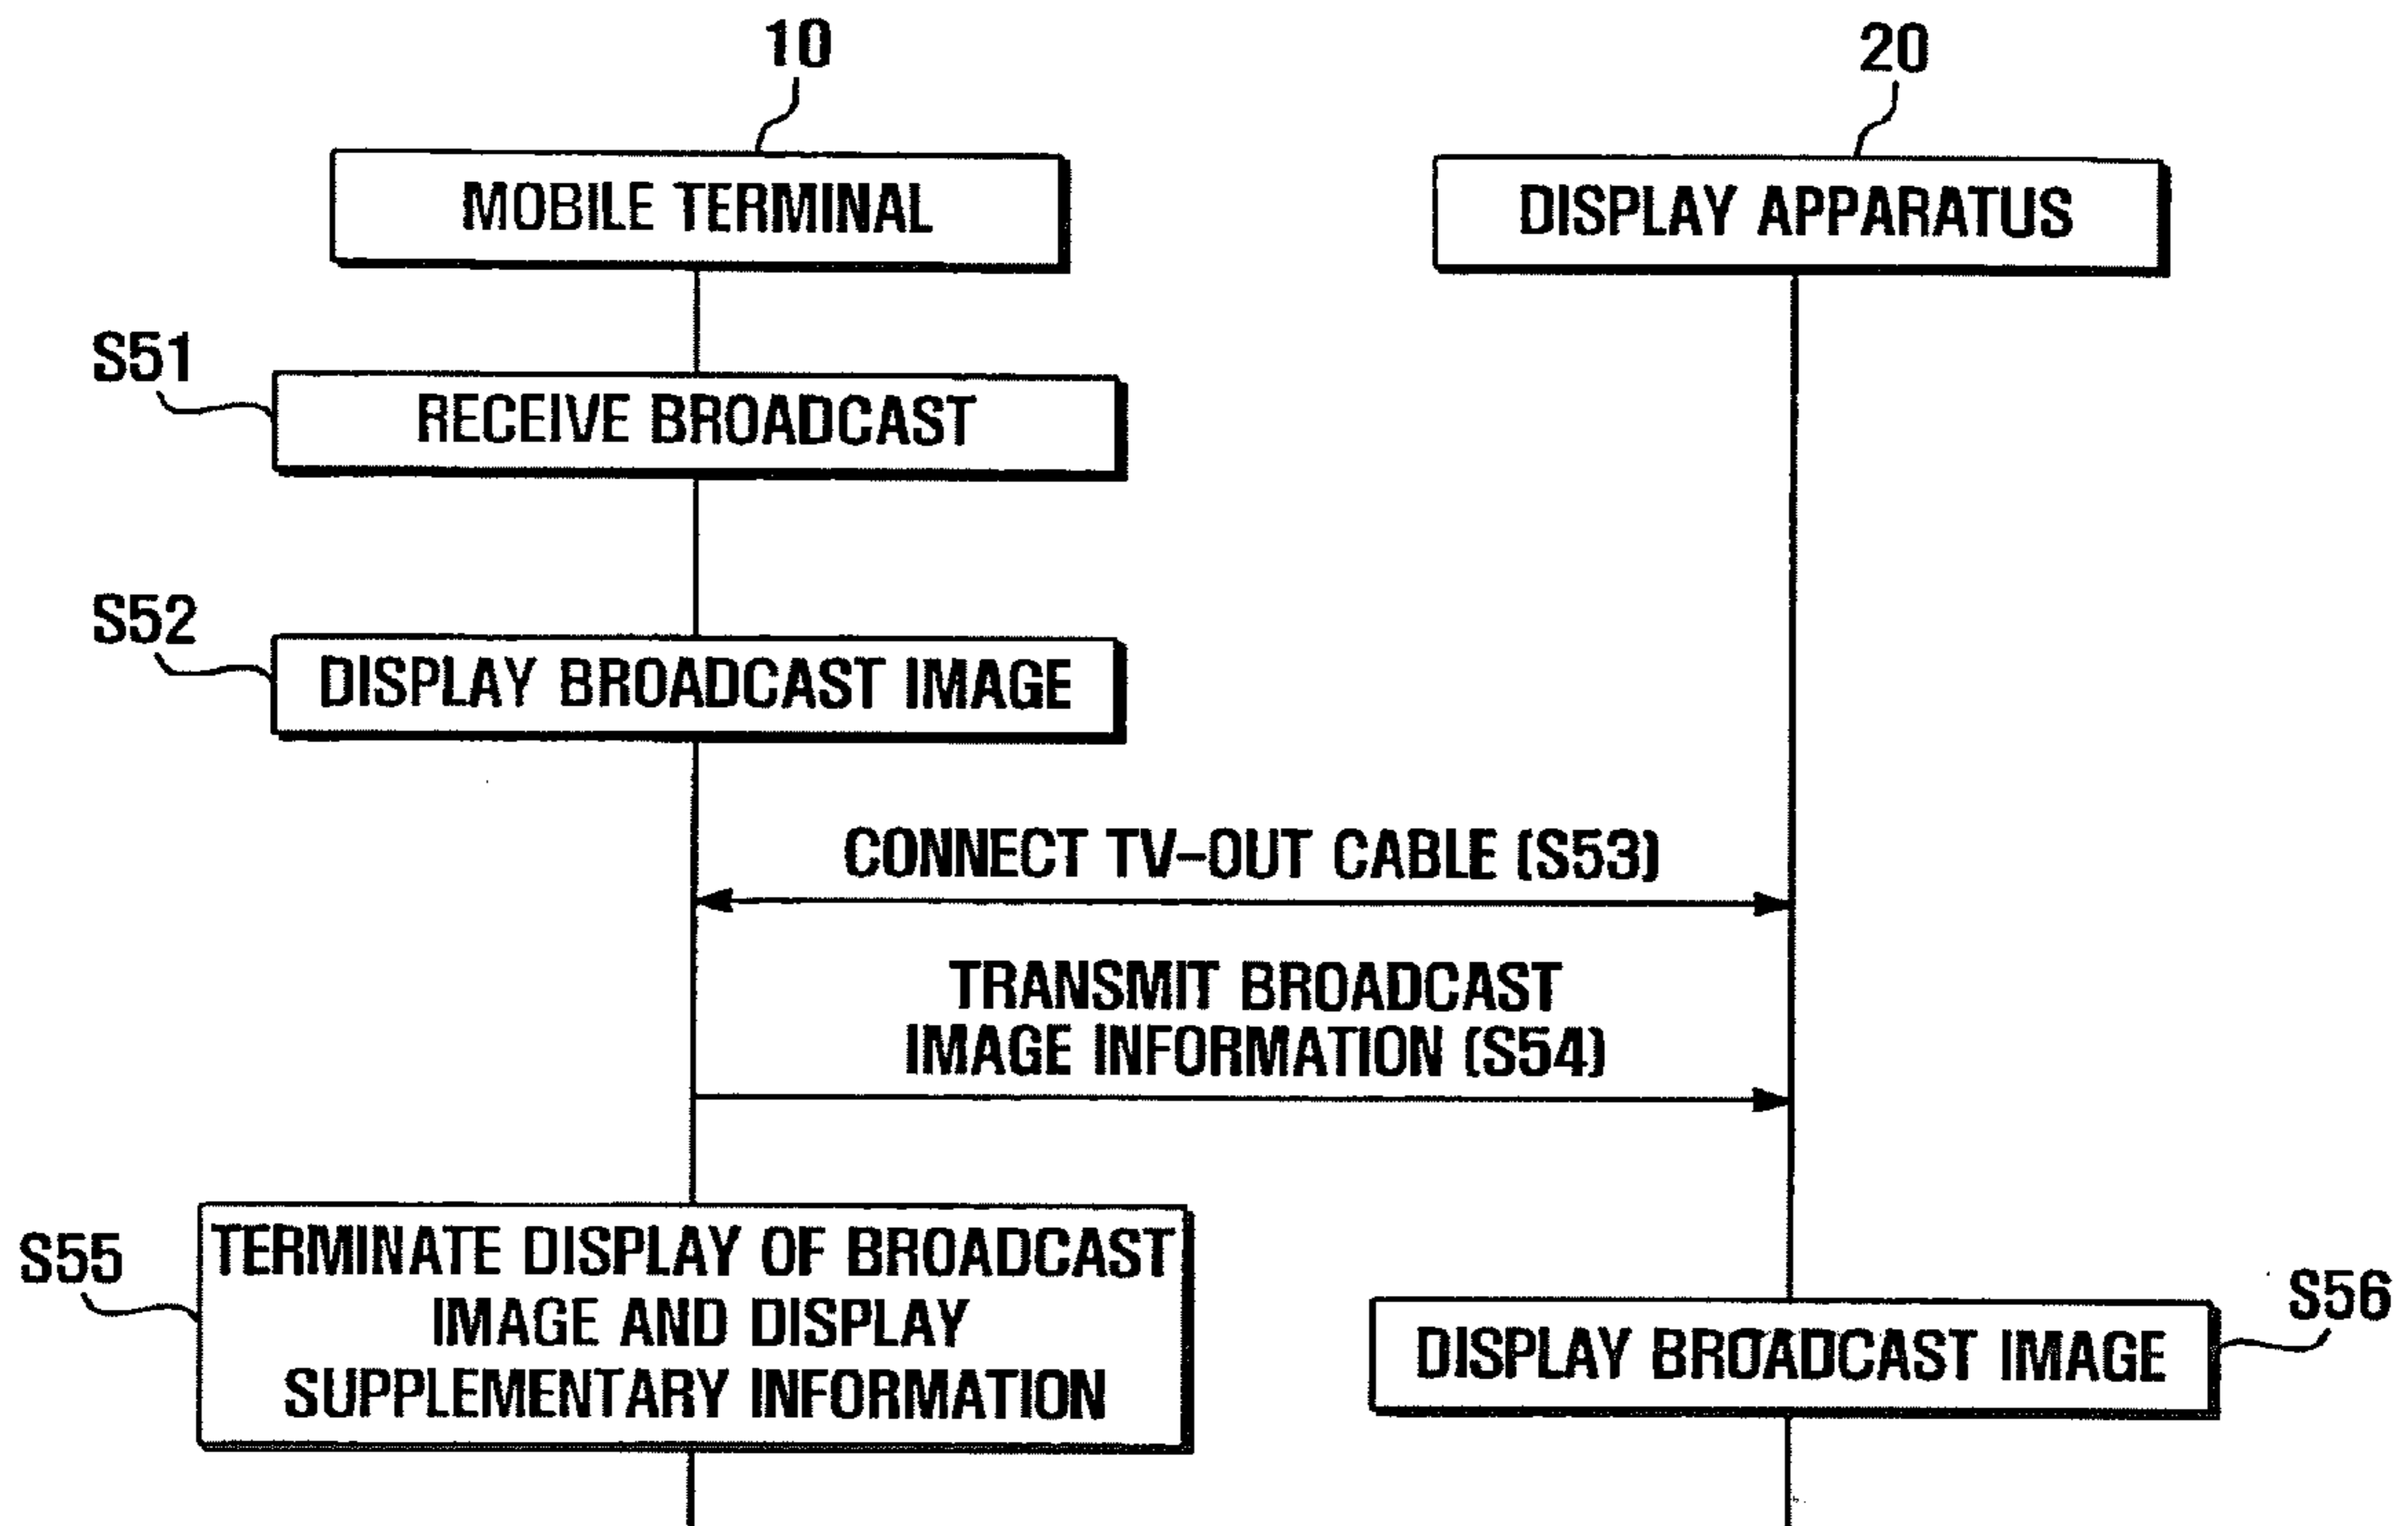 10
20
MOBILE TERMINAL
DISPLAY APPARATUS
S51
RECEIVE BROADCAST
S52
DISPLAY BROADCAST IMAGE
CONNECT TV-OUT CABLE (S53)
TRANSMIT BROADCAST
IMAGE INFORMATION (S54)
S55
TERMINATE DISPLAY OF BROADCAST
IMAGE AND DISPLAY
SUPPLEMENTARY INFORMATION
S56
DISPLAY BROADCAST IMAGE